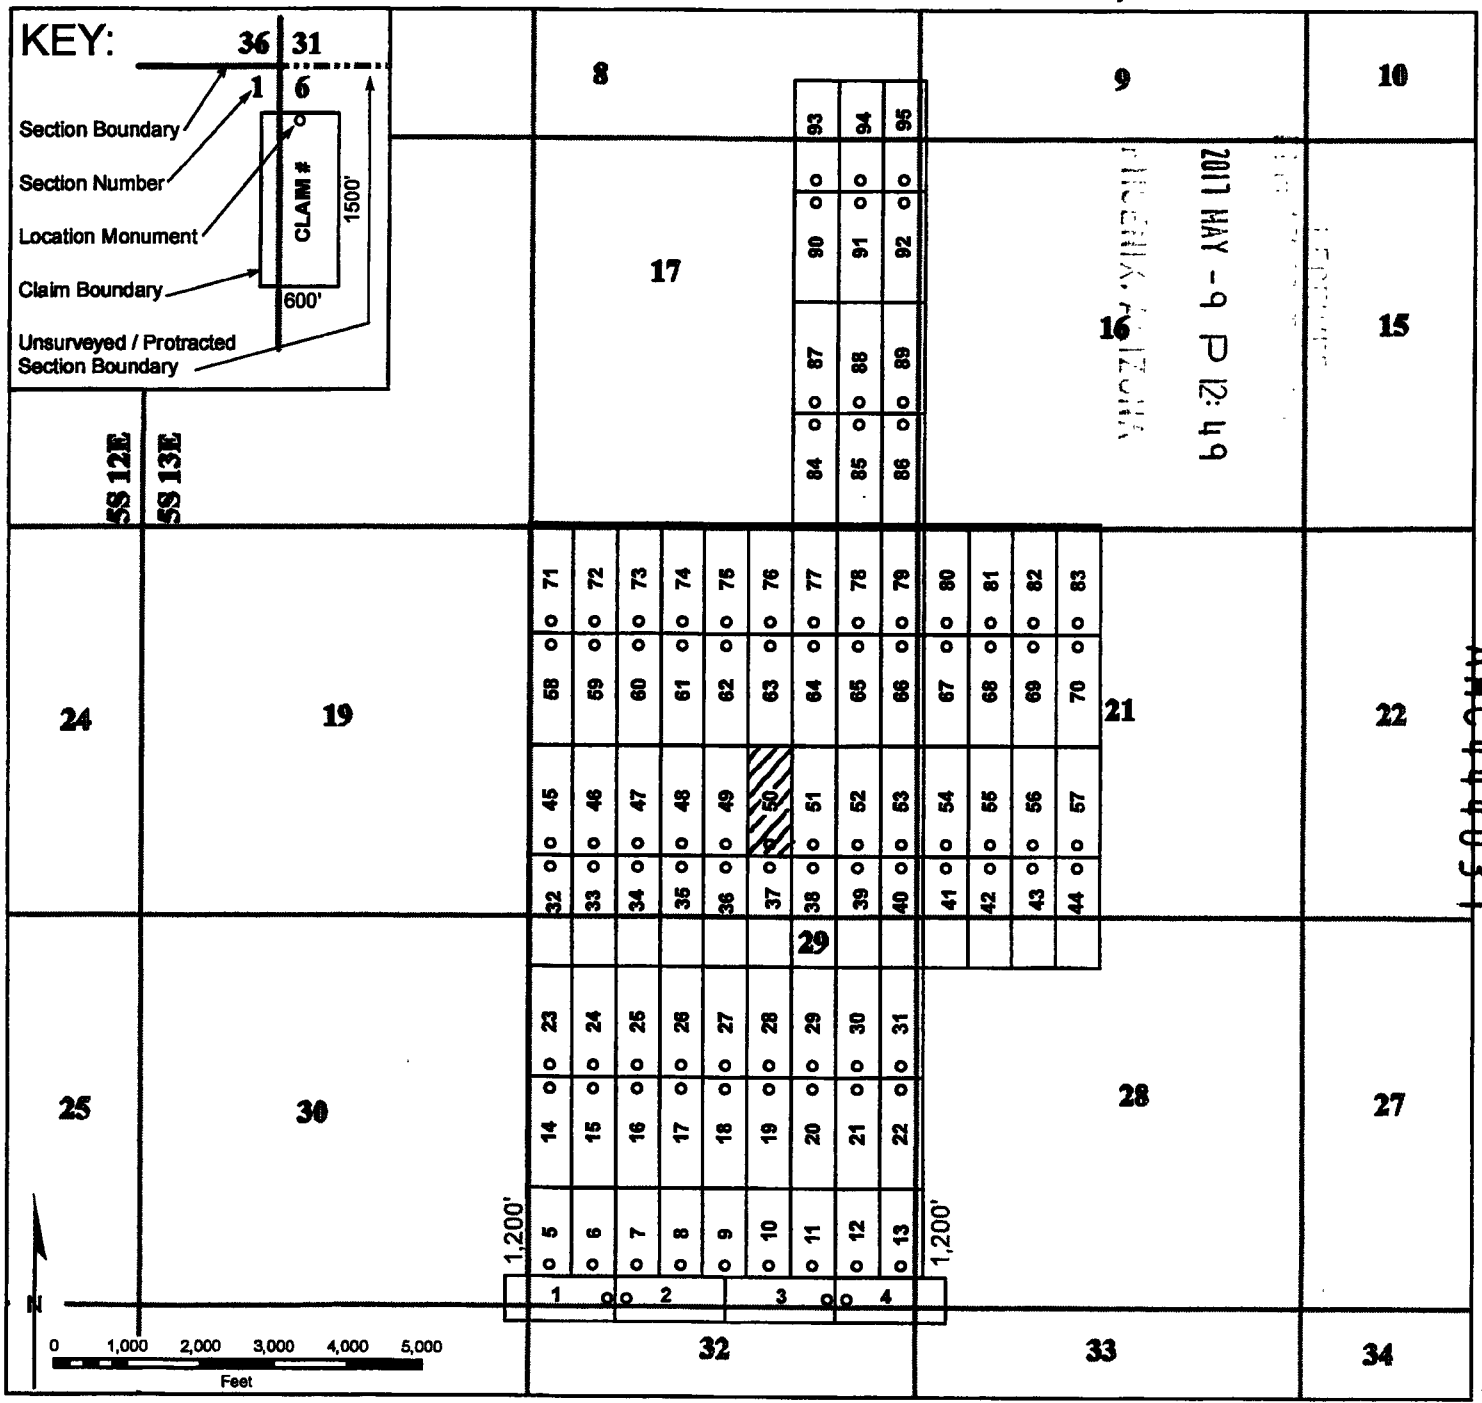 KEY:
36 31
1 6
Section Boundary
Section Number
Location Monument
Claim Boundary
Unsurveyed / Protracted
Section Boundary
CLAIM #
1500'
600'
8 9 10
93 94 95
17 16 15
90 91 92
87 88 89
84 85 86
2011 MAY -9 P 12:49
5S 12E
5S 13E
71 72 73 74 75 76 77 78 79 80 81 82 83
58 59 60 61 62 63 64 65 66 67 68 69 70
24 19 21 22
45 46 47 48 49 50 51 52 53 54 55 56 57
32 33 34 35 36 37 38 39 40 41 42 43 44
29
23 24 25 26 27 28 29 30 31
25 30 28 27
14 15 16 17 18 19 20 21 22
1,200' 5 6 7 8 9 10 11 12 13 1,200'
1 2 3 4
N
0 1,000 2,000 3,000 4,000 5,000
Feet
32 33 34